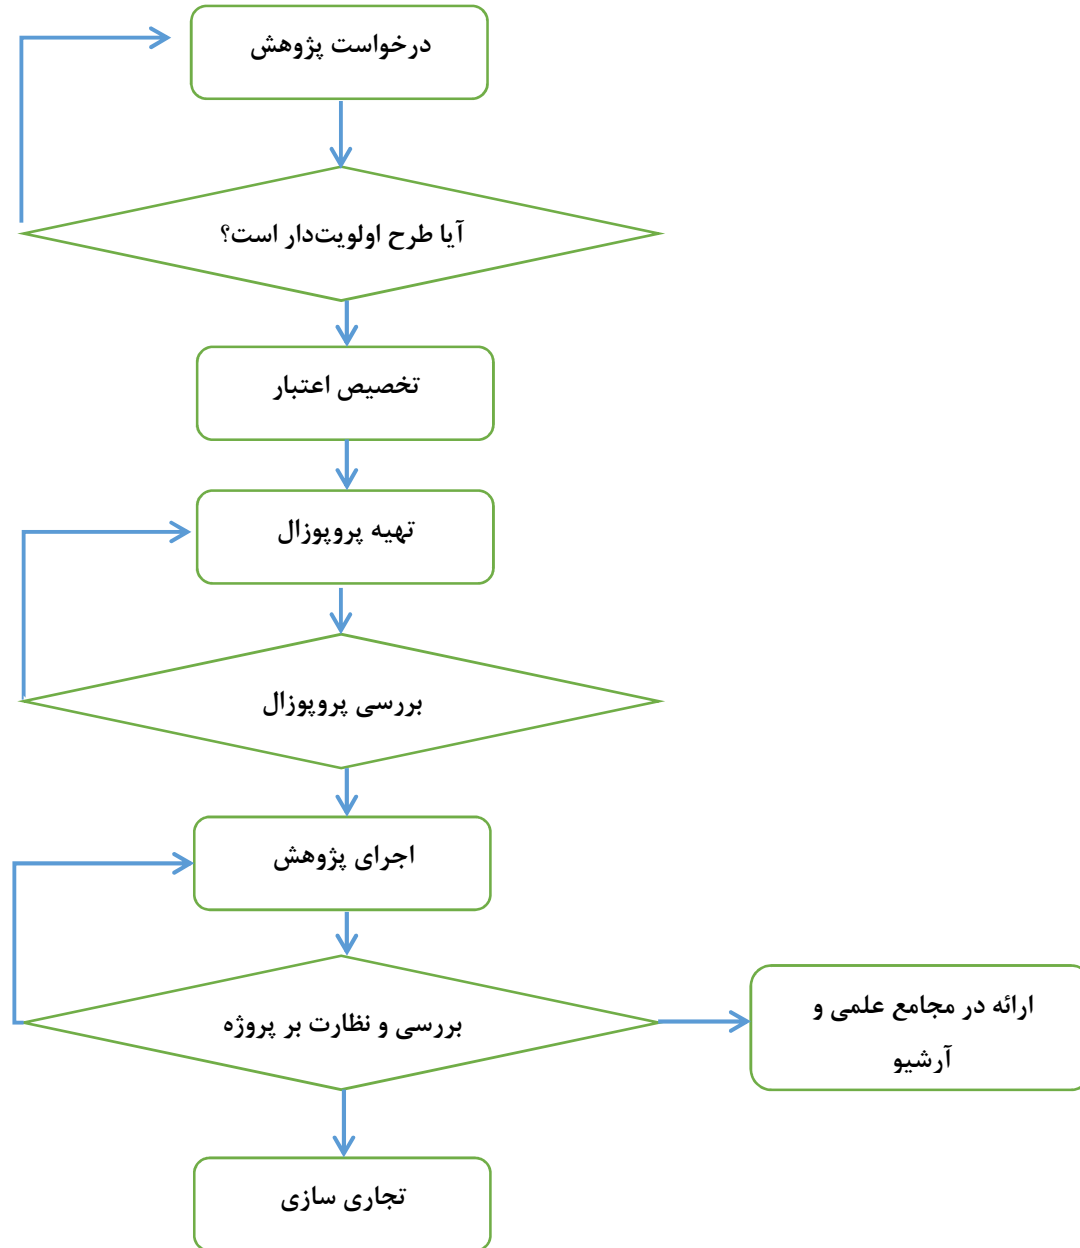 درخواست پژوهش
آیا طرح اولویت‌دار است؟
تخصیص اعتبار
تهیه پروپوزال
بررسی پروپوزال
اجرای پژوهش
بررسی و نظارت بر پروژه
ارائه در مجامع علمی و
آرشیو
تجاری سازی